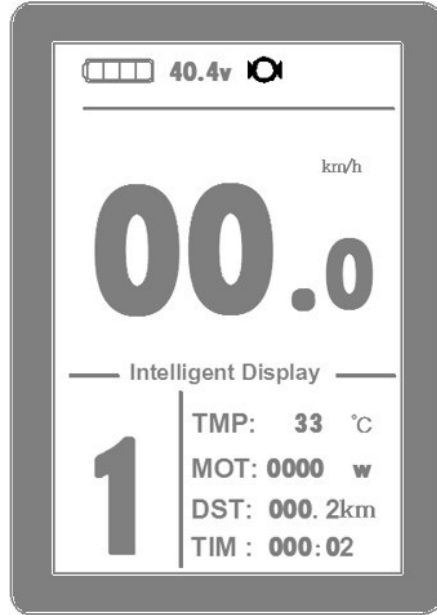 40.4v
km/h
00.0
Intelligent Display
1
TMP: 33 °C
MOT: 0000 w
DST: 000. 2km
TIM : 000:02